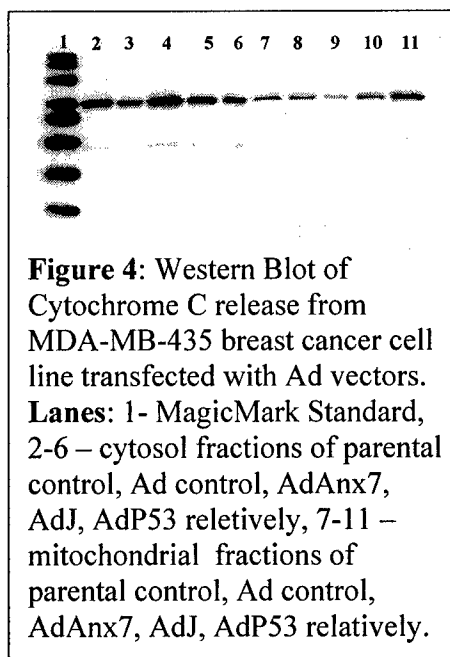 1 2 3 4 5 6 7 8 9 10 11
Figure 4: Western Blot of
Cytochrome C release from
MDA-MB-435 breast cancer cell
line transfected with Ad vectors.
Lanes: 1- MagicMark Standard,
2-6 – cytosol fractions of parental
control, Ad control, AdAnx7,
AdJ, AdP53 reletively, 7-11 –
mitochondrial fractions of
parental control, Ad control,
AdAnx7, AdJ, AdP53 relatively.